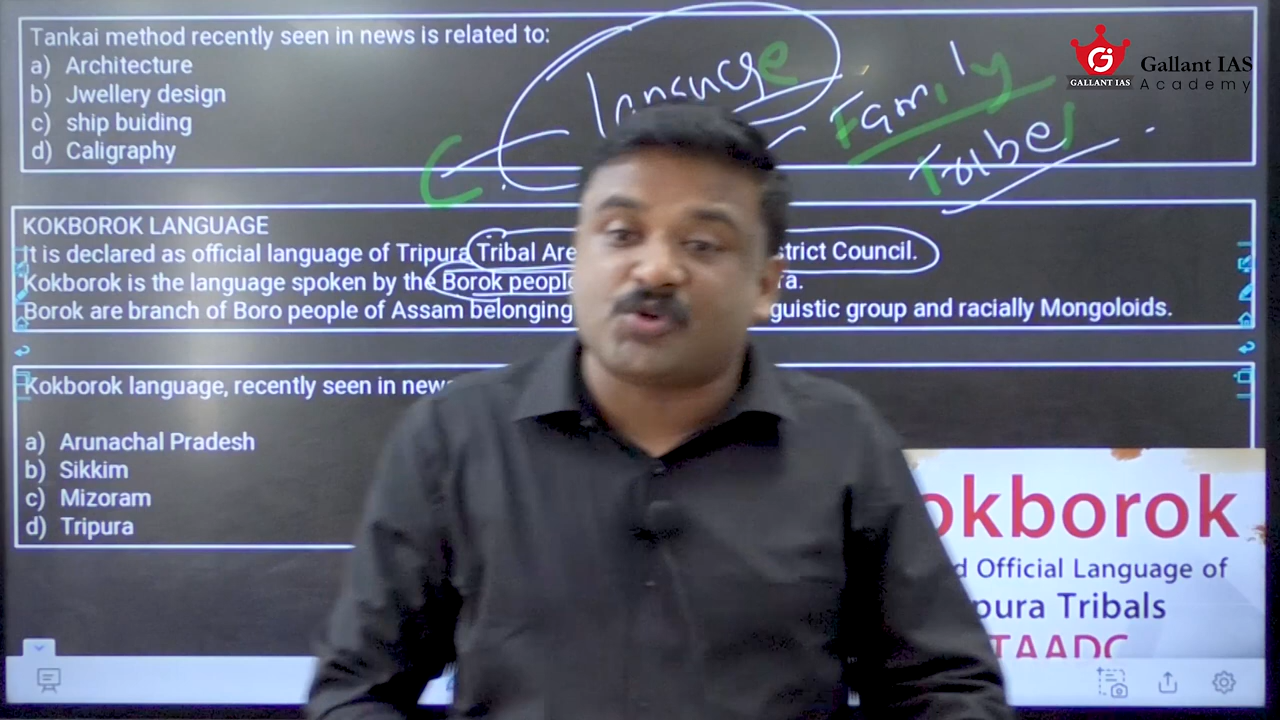 Tankai method recently seen in news is related to:
a) Architecture
b) Jwellery design
c) ship buiding
d) Caligraphy
language
Family
Tribe
C
GALLANT IAS
Gallant IAS
Academy
KOKBOROK LANGUAGE
It is declared as official language of Tripura Tribal Are
strict Council.
Kokborok is the language spoken by the Borok people
ra.
Borok are branch of Boro people of Assam belonging
guistic group and racially Mongoloids.
Kokborok language, recently seen in news
a) Arunachal Pradesh
b) Sikkim
c) Mizoram
d) Tripura
okborok
d Official Language of
pura Tribals
TAADC